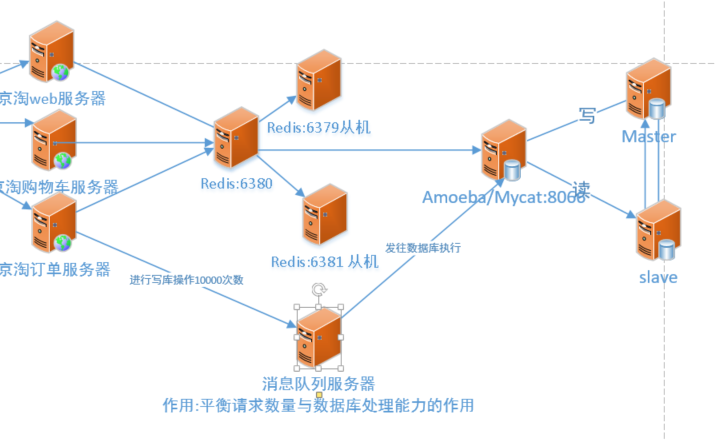 京淘web服务器
Redis:6379从机
写
Master
京淘购物车服务器
Redis:6380
Amoeba/Mycat:8066
读
京淘订单服务器
Redis:6381 从机
发往数据库执行
slave
进行写库操作10000次数
消息队列服务器
作用:平衡请求数量与数据库处理能力的作用